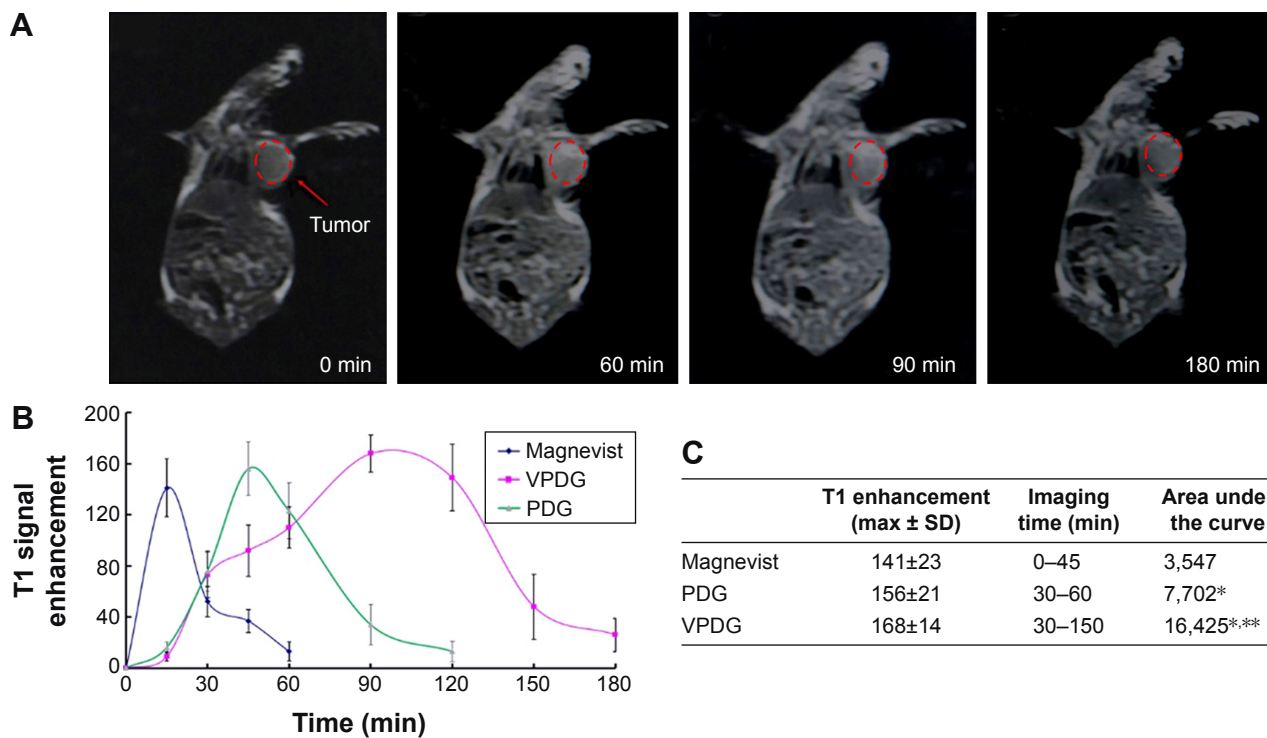 A
Tumor
0 min
60 min
90 min
180 min
B
T1 signal
enhancement
200
160
120
80
40
0
0
30
60
90
120
150
180
Time (min)
Magnevist
VPDG
PDG
C
T1 enhancement
(max ± SD)
Imaging
time (min)
Area under
the curve
Magnevist 141±23 0–45 3,547
PDG 156±21 30–60 7,702*
VPDG 168±14 30–150 16,425*,**